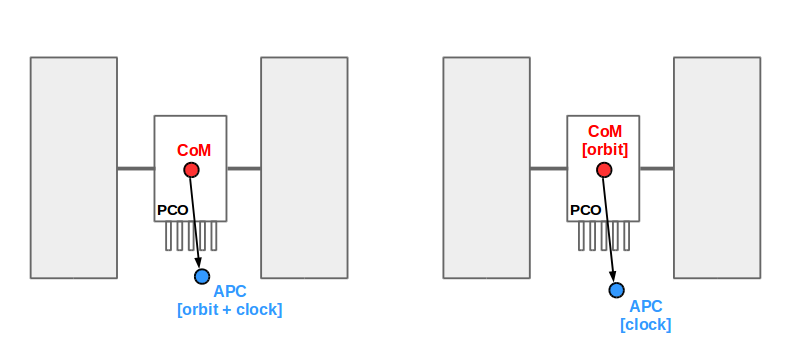 CoM
PCO
APC
[orbit + clock]
CoM
[orbit]
PCO
APC
[clock]